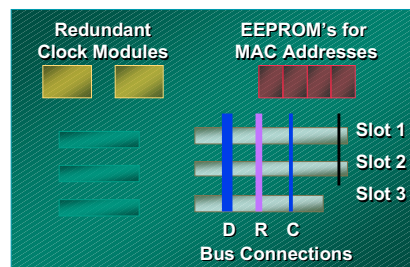 Redundant
Clock Modules
EEPROM's for
MAC Addresses
Slot 1
Slot 2
Slot 3
D R C
Bus Connections